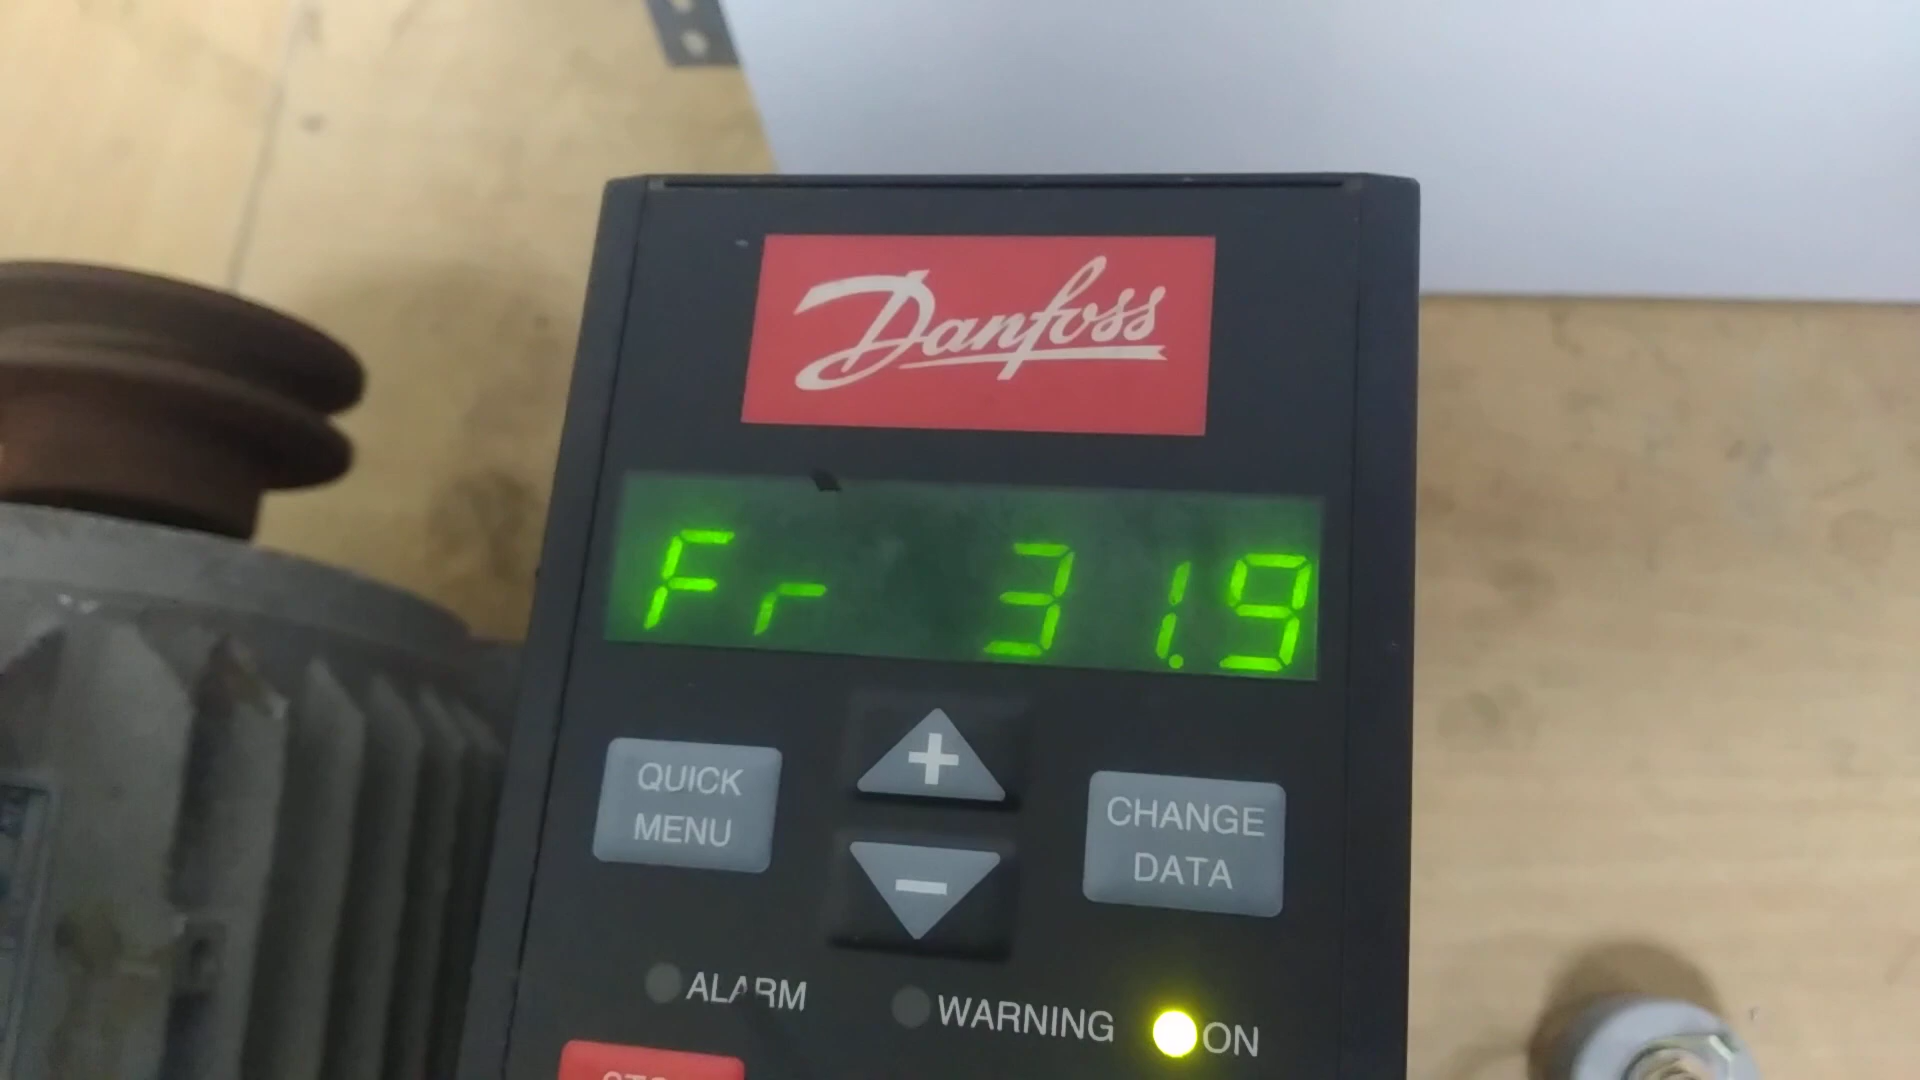 Danfoss
Fr 31.9
QUICK
MENU
+
CHANGE
DATA
-
ALARM
WARNING
ON